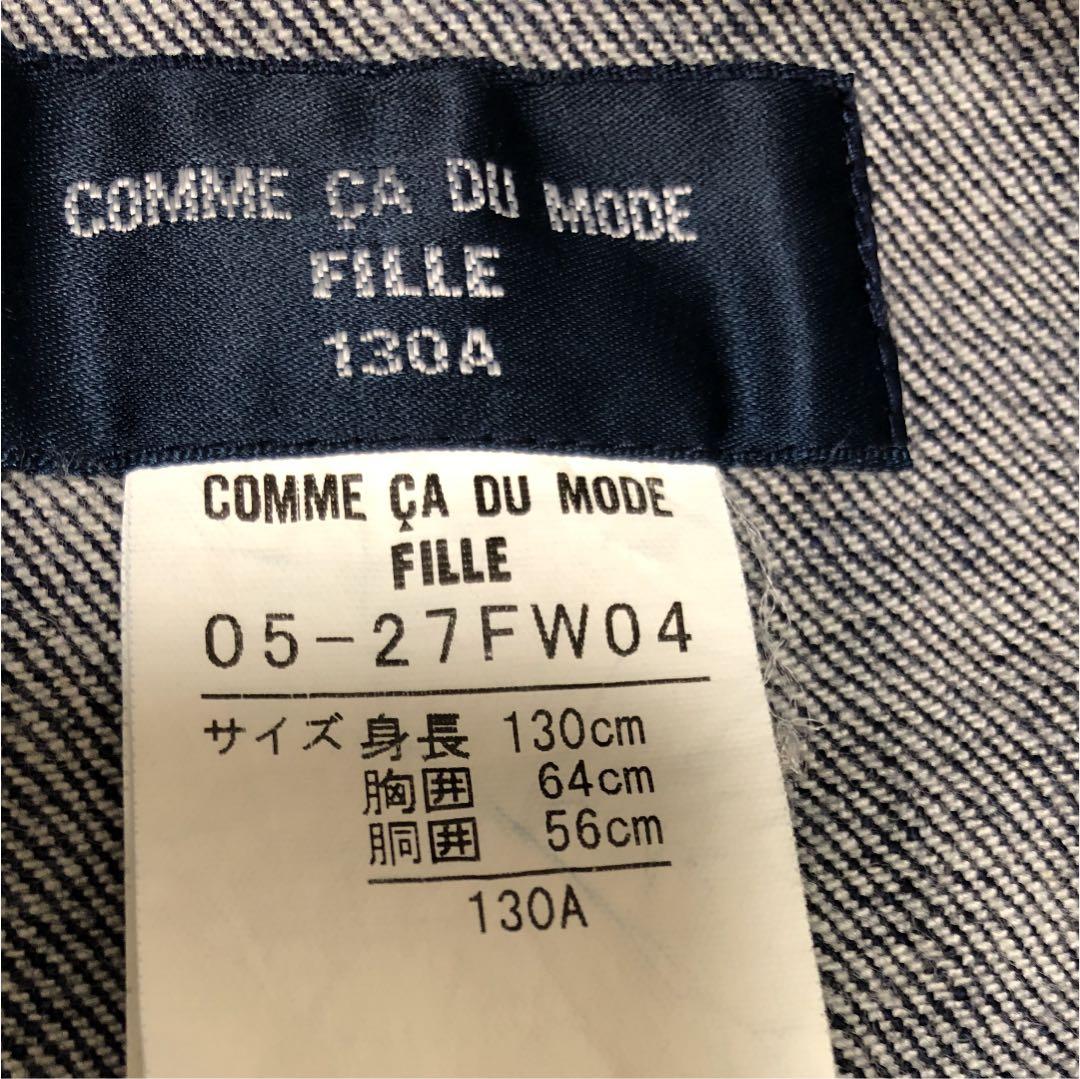 COMME ÇA DU MODE
FILLE
130A
COMME ÇA DU MODE
FILLE
05-27FW04
サイズ 身長 130cm
胸囲 64cm
胴囲 56cm
130A